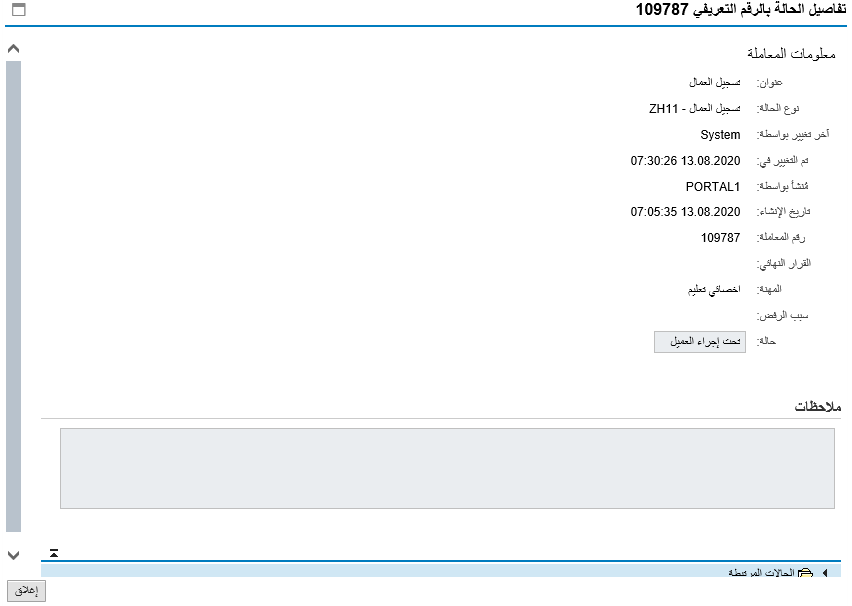 تفاصيل الحالة بالرقم التعريفي 109787
معلومات المعاملة
عنوان: تسجيل العمال
نوع الحالة: تسجيل العمال - ZH11
آخر تغيير بواسطة: System
تم التغيير في: 13.08.2020 07:30:26
مُنشأ بواسطة: PORTAL1
تاريخ الإنشاء: 13.08.2020 07:05:35
رقم المعاملة: 109787
القرار النهائي:
المهنة: اخصائي تعليم
سبب الرفض:
حالة: تحت إجراء العميل
ملاحظات
الحالات المرتبطة
إغلاق